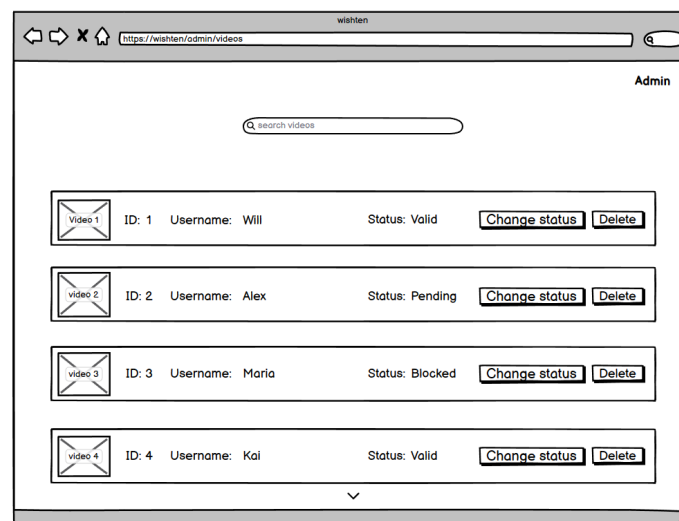 wishten
https://wishten/admin/videos
Admin
search videos
Video 1 ID: 1 Username: Will Status: Valid Change status Delete
video 2 ID: 2 Username: Alex Status: Pending Change status Delete
video 3 ID: 3 Username: Maria Status: Blocked Change status Delete
video 4 ID: 4 Username: Kai Status: Valid Change status Delete